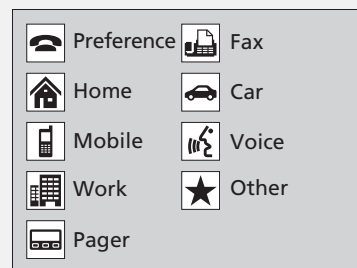 Preference Fax
Home Car
Mobile Voice
Work Other
Pager